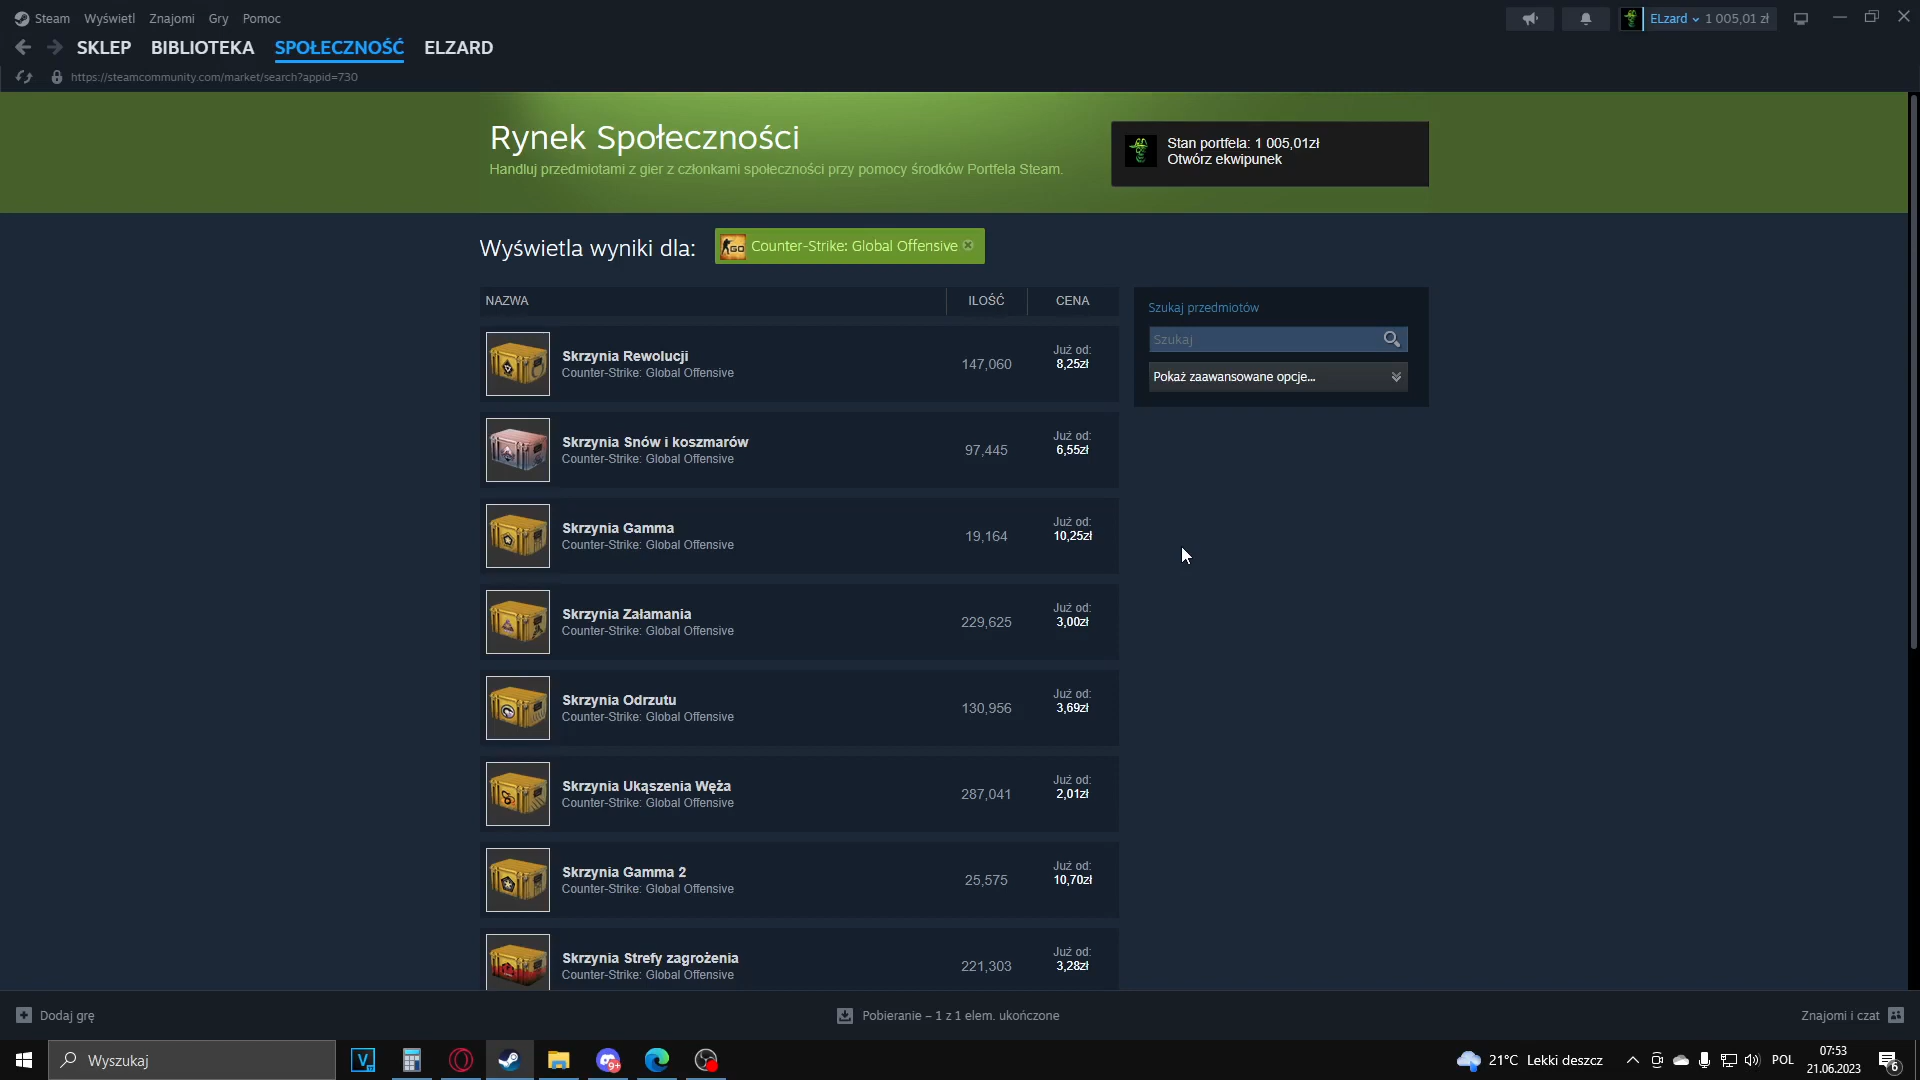 Steam Wyświetl Znajomi Gry Pomoc
ELzard 1 005,01 zł
SKLEP BIBLIOTEKA SPOŁECZNOŚĆ ELZARD
https://steamcommunity.com/market/search?appid=730
Rynek Społeczności
Handluj przedmiotami z gier z członkami społeczności przy pomocy środków Portfela Steam.
Stan portfela: 1 005,01zł
Otwórz ekwipunek
Wyświetla wyniki dla:
GO Counter-Strike: Global Offensive
NAZWA ILOŚĆ CENA
Skrzynia Rewolucji
Counter-Strike: Global Offensive
147,060
Już od:
8,25zł
Skrzynia Snów i koszmarów
Counter-Strike: Global Offensive
97,445
Już od:
6,55zł
Skrzynia Gamma
Counter-Strike: Global Offensive
19,164
Już od:
10,25zł
Skrzynia Załamania
Counter-Strike: Global Offensive
229,625
Już od:
3,00zł
Skrzynia Odrzutu
Counter-Strike: Global Offensive
130,956
Już od:
3,69zł
Skrzynia Ukąszenia Węża
Counter-Strike: Global Offensive
287,041
Już od:
2,01zł
Skrzynia Gamma 2
Counter-Strike: Global Offensive
25,575
Już od:
10,70zł
Skrzynia Strefy zagrożenia
Counter-Strike: Global Offensive
221,303
Już od:
3,28zł
Szukaj przedmiotów
Szukaj
Pokaż zaawansowane opcje...
Dodaj grę
Pobieranie – 1 z 1 elem. ukończone
Znajomi i czat
Wyszukaj
V
9+
21°C Lekki deszcz
POL
07:53
21.06.2023
6